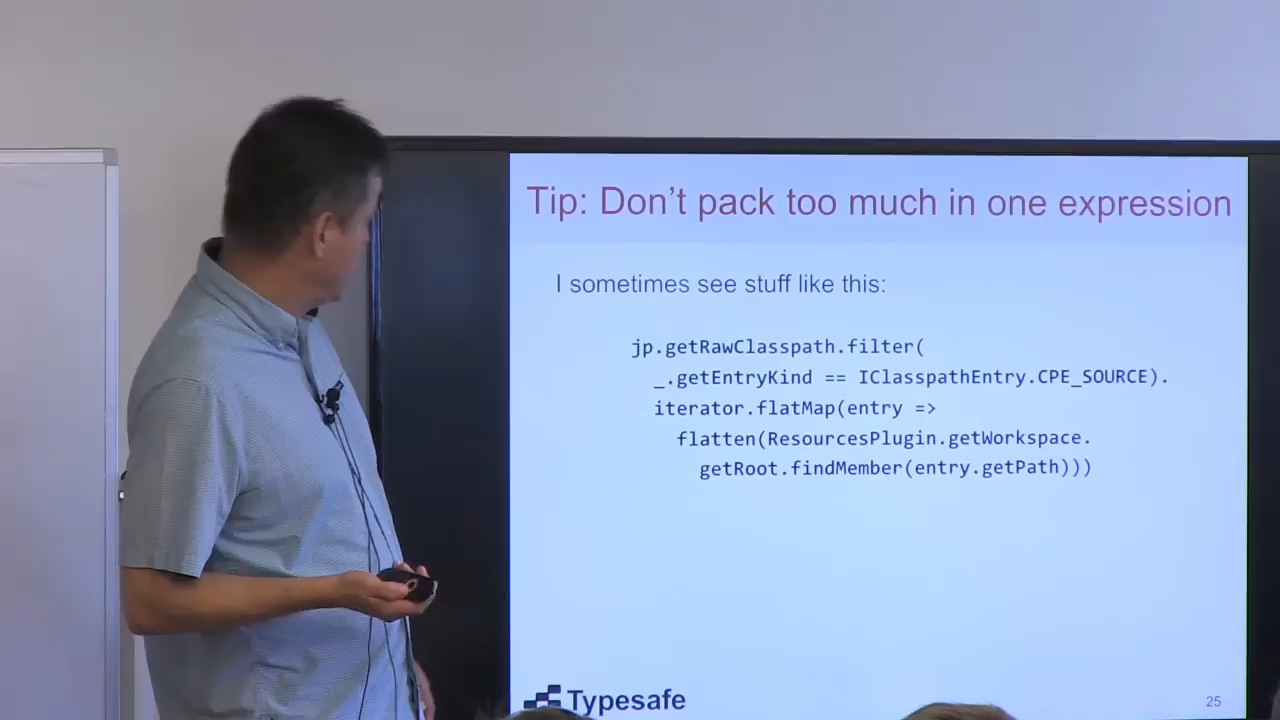 Tip: Don't pack too much in one expression
I sometimes see stuff like this:
jp.getRawClasspath.filter(
_.getEntryKind == IClasspathEntry.CPE_SOURCE).
iterator.flatMap(entry =>
flatten(ResourcesPlugin.getWorkspace.
getRoot.findMember(entry.getPath)))
Typesafe
25